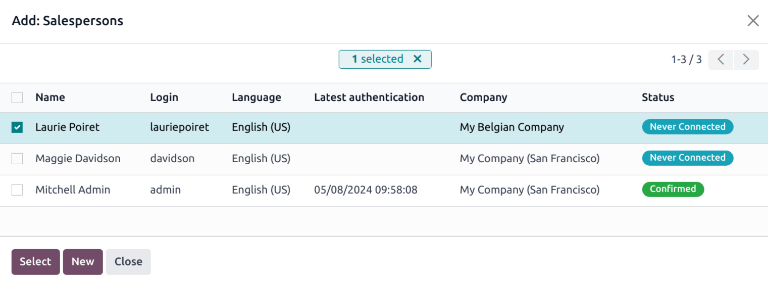 Add: Salespersons
1 selected
1-3 / 3
Name Login Language Latest authentication Company Status
Laurie Poiret lauriepoiret English (US) My Belgian Company Never Connected
Maggie Davidson davidson English (US) My Company (San Francisco) Never Connected
Mitchell Admin admin English (US) 05/08/2024 09:58:08 My Company (San Francisco) Confirmed
Select New Close